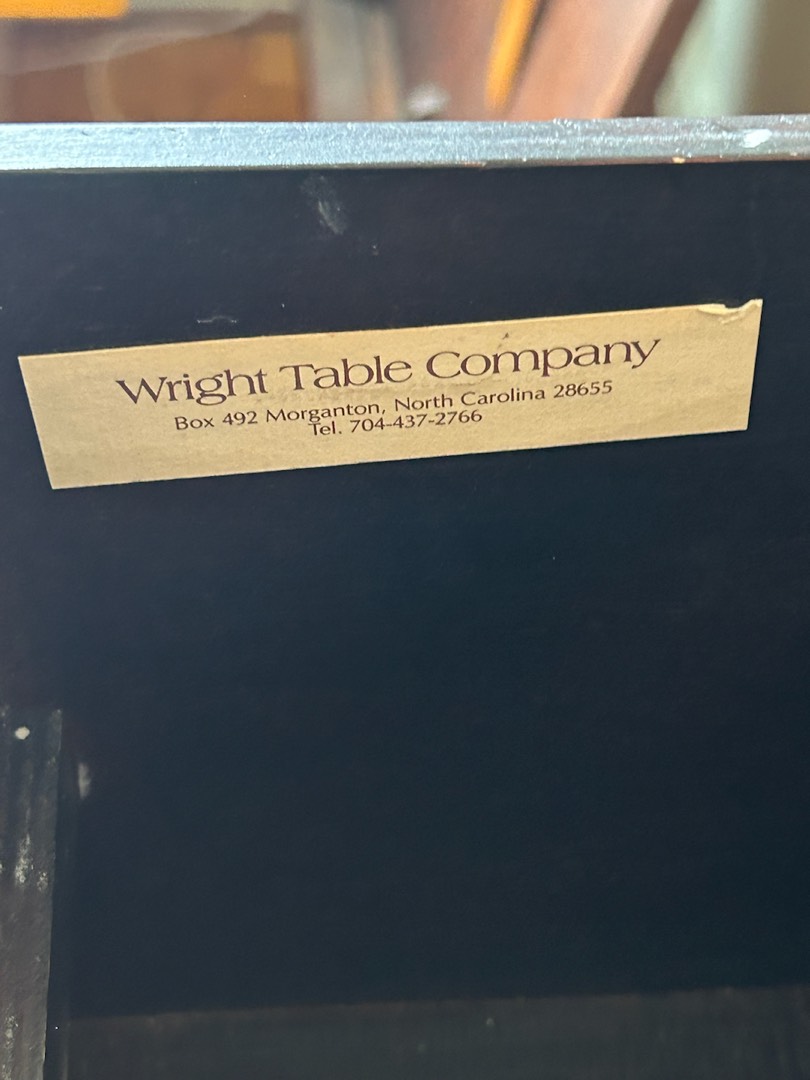 Wright Table Company
Box 492 Morganton, North Carolina 28655
Tel. 704-437-2766